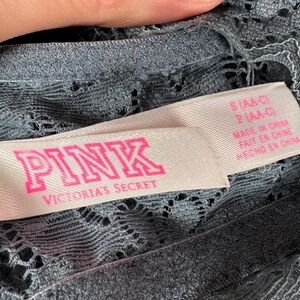 PINK
VICTORIA'S SECRET
S (AA-C)
P (AA-C)
MADE IN CHINA
FAIT EN CHINE
HECHO EN CHINA